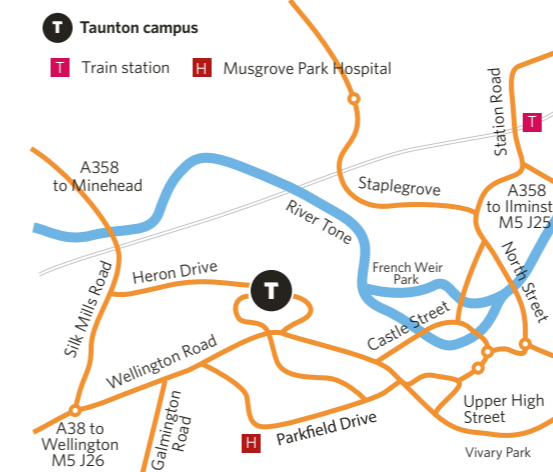 T Taunton campus
T Train station
H Musgrove Park Hospital
Station Road
T
A358
to Minehead
Staplegrove
A358
to Ilminst
M5 J25
River Tone
North Street
French Weir
Park
Heron Drive
T
Silk Mills Road
Castle Street
Wellington Road
Upper High
Street
A38 to
Wellington
M5 J26
Galmington
Road
H
Parkfield Drive
Vivary Park